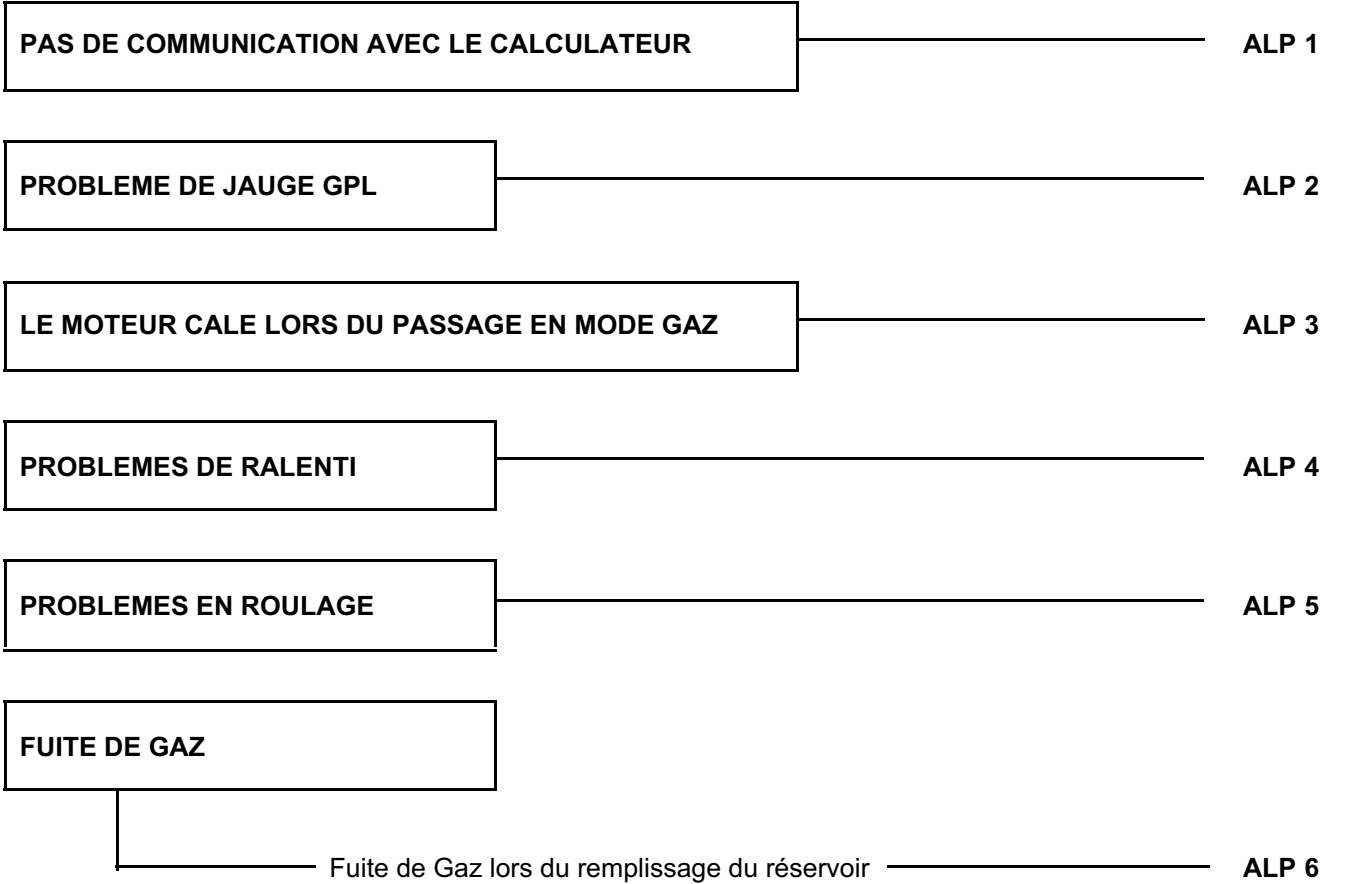 PAS DE COMMUNICATION AVEC LE CALCULATEUR ALP 1
PROBLEME DE JAUGE GPL ALP 2
LE MOTEUR CALE LORS DU PASSAGE EN MODE GAZ ALP 3
PROBLEMES DE RALENTI ALP 4
PROBLEMES EN ROULAGE ALP 5
FUITE DE GAZ
Fuite de Gaz lors du remplissage du réservoir ALP 6